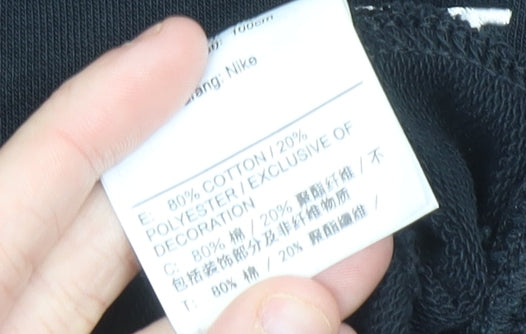 100cm
Nike
E: 80% COTTON / 20%
POLYESTER / EXCLUSIVE OF
DECORATION
C: 80% 棉 / 20% 聚酯纤维 / 不
包括装饰部分及非纤维物质
T: 80% 棉 / 20% 聚酯纖維 /